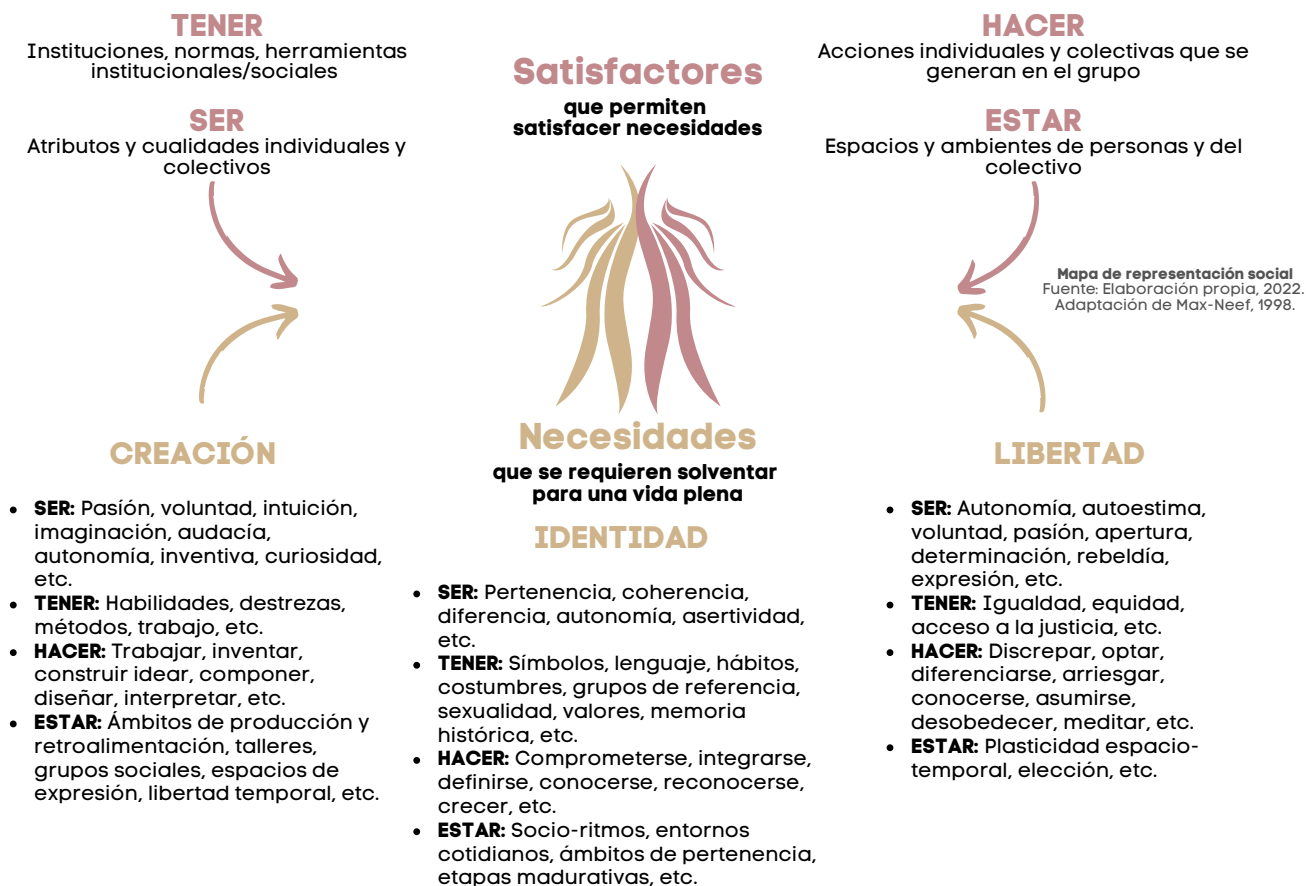 TENER
Instituciones, normas, herramientas
institucionales/sociales
SER
Atributos y cualidades individuales y
colectivos
Satisfactores
que permiten
satisfacer necesidades
HACER
Acciones individuales y colectivas que se
generan en el grupo
ESTAR
Espacios y ambientes de personas y del
colectivo
Mapa de representación social
Fuente: Elaboración propia, 2022.
Adaptación de Max-Neef, 1998.
Necesidades
que se requieren solventar
para una vida plena
CREACIÓN
• SER: Pasíón, voluntad, intuición,
imaginación, audacía,
autonomía, inventiva, curiosidad,
etc.
• TENER: Habilidades, destrezas,
métodos, trabajo, etc.
• HACER: Trabajar, inventar,
construir idear, componer,
diseñar, interpretar, etc.
• ESTAR: Ámbitos de producción y
retroalimentación, talleres,
grupos sociales, espacios de
expresión, libertad temporal, etc.
IDENTIDAD
• SER: Pertenencia, coherencia,
diferencia, autonomía, asertividad,
etc.
• TENER: Símbolos, lenguaje, hábitos,
costumbres, grupos de referencia,
sexualidad, valores, memoria
histórica, etc.
• HACER: Comprometerse, integrarse,
definirse, conocerse, reconocerse,
crecer, etc.
• ESTAR: Socio-ritmos, entornos
cotidianos, ámbitos de pertenencia,
etapas madurativas, etc.
LIBERTAD
• SER: Autonomía, autoestima,
voluntad, pasíón, apertura,
determinación, rebeldía,
expresión, etc.
• TENER: Igualdad, equidad,
acceso a la justicia, etc.
• HACER: Discrepar, optar,
diferenciarse, arriesgar,
conocerse, asumirse,
desobedecer, meditar, etc.
• ESTAR: Plasticidad espacio-
temporal, elección, etc.